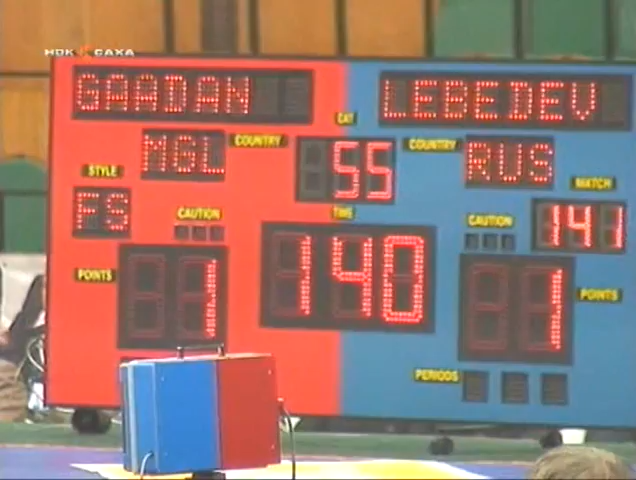 НВК САХА
GAADAN
LEBEDEV
CAT
MGL
COUNTRY
55
COUNTRY
RUS
STYLE
MATCH
FS
CAUTION
TIME
CAUTION
141
POINTS
1
140
1
POINTS
PERIODS